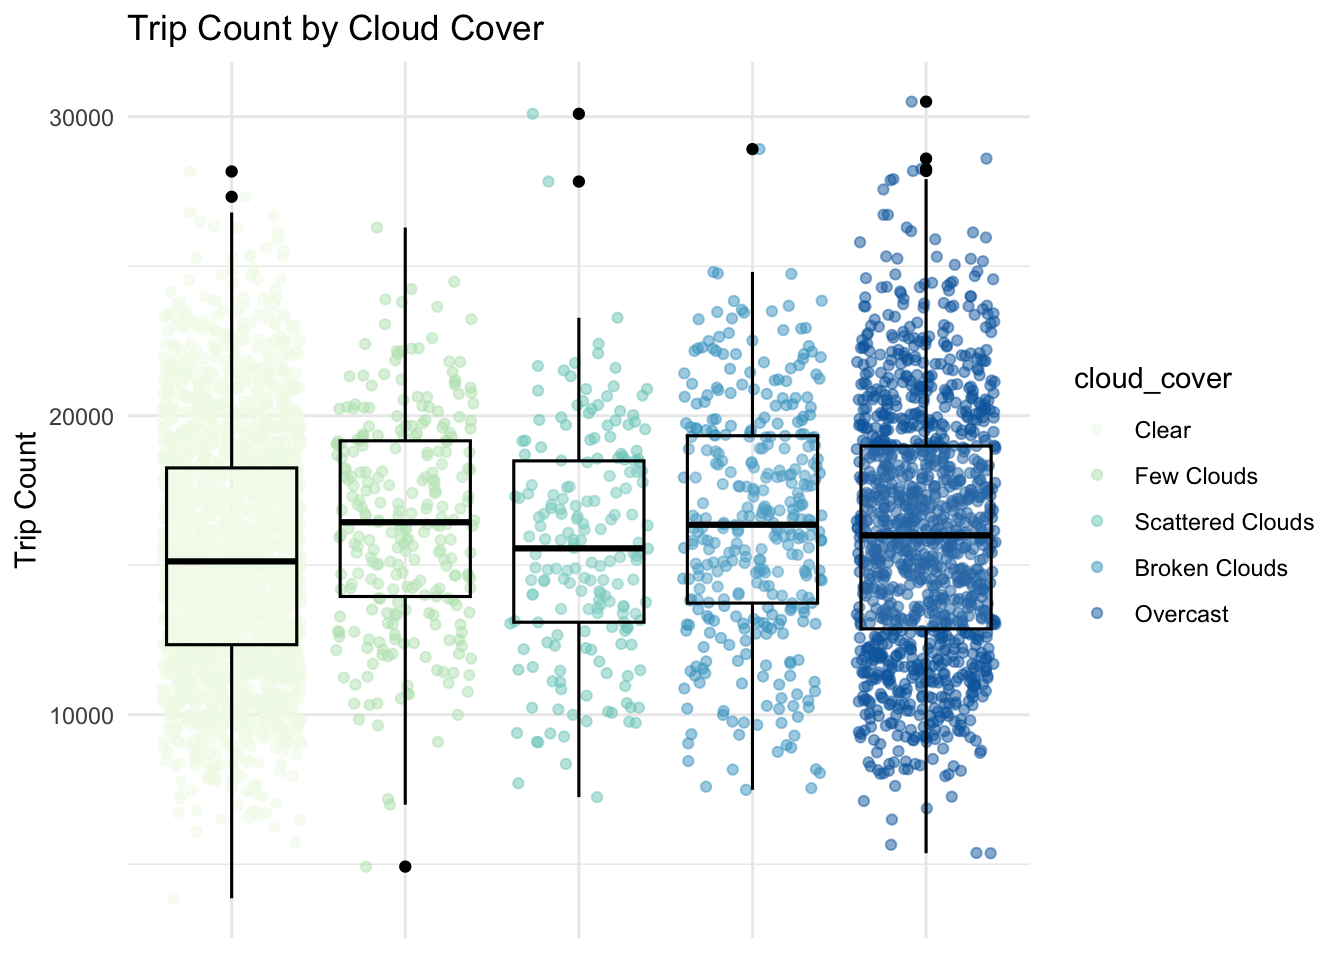 Trip Count by Cloud Cover
30000
20000
10000
Trip Count
cloud_cover
Clear
Few Clouds
Scattered Clouds
Broken Clouds
Overcast